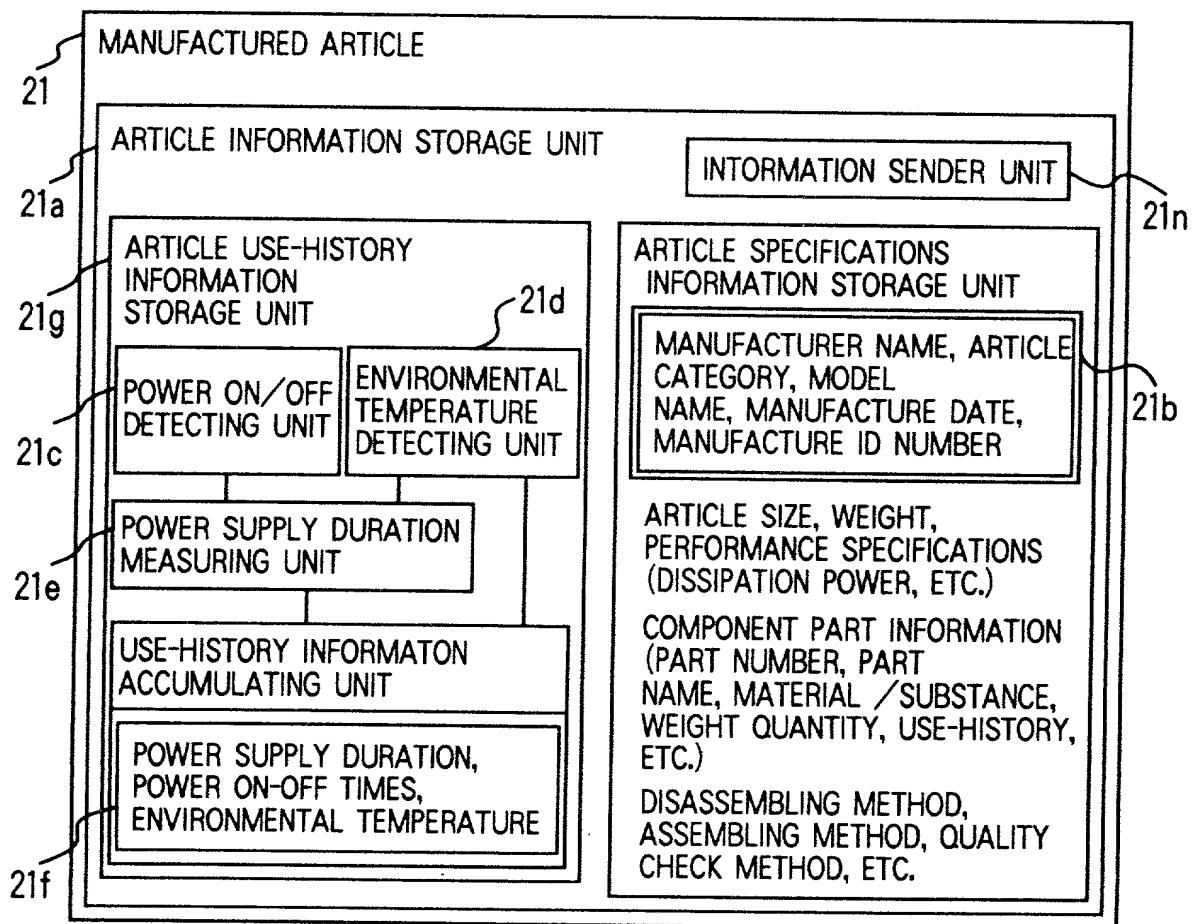 MANUFACTURED ARTICLE
21
ARTICLE INFORMATION STORAGE UNIT
21a
INTORMATION SENDER UNIT
21n
ARTICLE USE-HISTORY
INFORMATION
STORAGE UNIT
21g
21d
POWER ON/OFF
DETECTING UNIT
21c
ENVIRONMENTAL
TEMPERATURE
DETECTING UNIT
POWER SUPPLY DURATION
MEASURING UNIT
21e
USE-HISTORY INFORMATON
ACCUMULATING UNIT
POWER SUPPLY DURATION,
POWER ON-OFF TIMES,
ENVIRONMENTAL TEMPERATURE
21f
ARTICLE SPECIFICATIONS
INFORMATION STORAGE UNIT
MANUFACTURER NAME, ARTICLE
CATEGORY, MODEL
NAME, MANUFACTURE DATE,
MANUFACTURE ID NUMBER
21b
ARTICLE SIZE, WEIGHT,
PERFORMANCE SPECIFICATIONS
(DISSIPATION POWER, ETC.)
COMPONENT PART INFORMATION
(PART NUMBER, PART
NAME, MATERIAL /SUBSTANCE,
WEIGHT QUANTITY, USE-HISTORY,
ETC.)
DISASSEMBLING METHOD,
ASSEMBLING METHOD, QUALITY
CHECK METHOD, ETC.